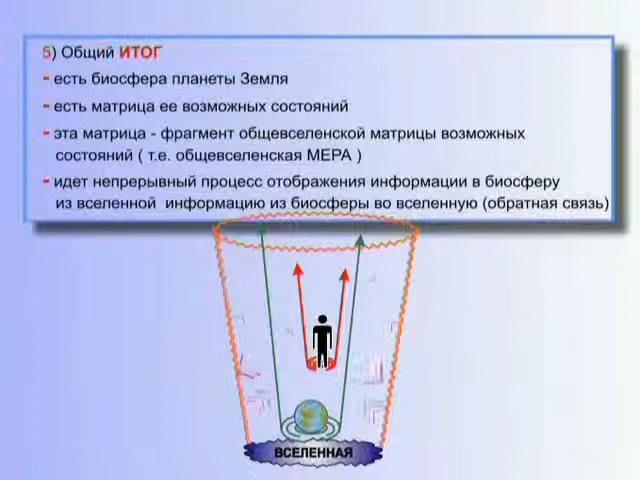 5) Общий ИТОГ
- есть биосфера планеты Земля
- есть матрица ее возможных состояний
- эта матрица - фрагмент общевселенской матрицы возможных
состояний ( т.е. общевселенская МЕРА )
- идет непрерывный процесс отображения информации в биосферу
из вселенной информацию из биосферы во вселенную (обратная связь)
ВСЕЛЕННАЯ